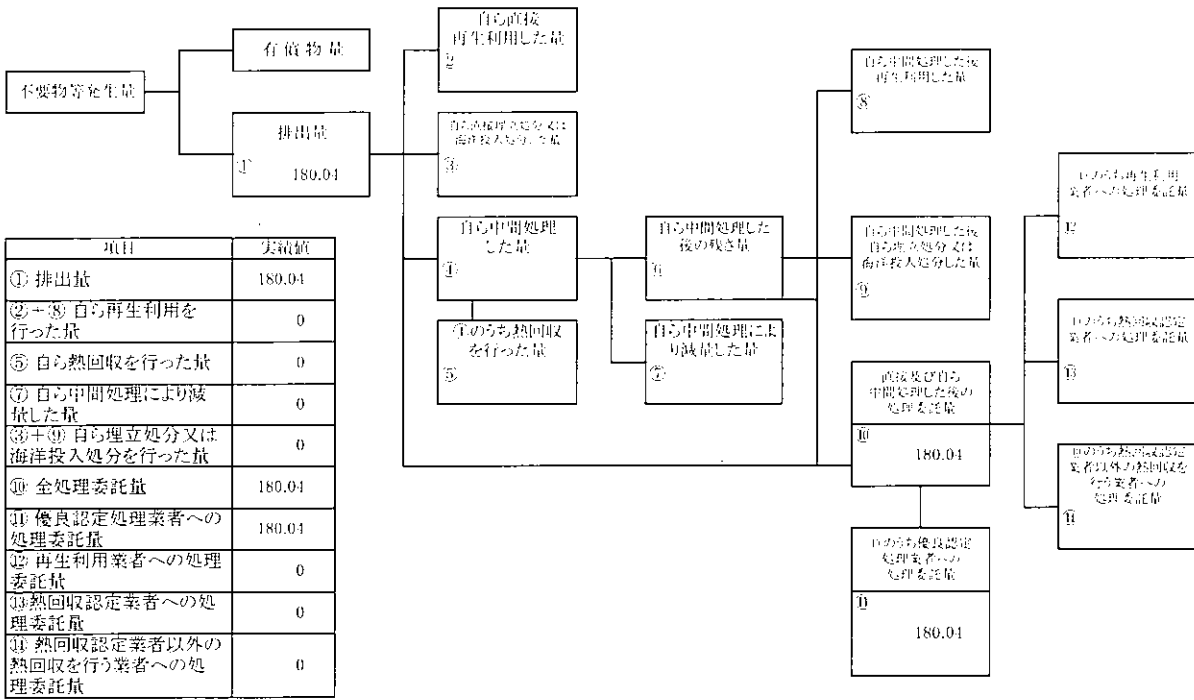 不要物等発生量
有償物量
排出量
①
180.04
自ら直接
再生利用した量
②
自ら直接埋立処分又は
海洋投入処分した量
③
自ら中間処理
した量
④
④のうち熱回収
を行った量
⑤
自ら中間処理した
後の残さ量
⑥
自ら中間処理によ
り減量した量
⑦
自ら中間処理した後
再生利用した量
⑧
自ら中間処理した後
自ら埋立処分又は
海洋投入処分した量
⑨
直接及び自ら
中間処理した後の
処理委託量
⑩
180.04
⑩のうち優良認定
処理業者への
処理委託量
⑪
180.04
⑩のうち再生利用
業者への処理委託量
⑫
⑩のうち熱回収認定
業者への処理委託量
⑬
⑩のうち熱回収認定
業者以外の熱回収を
行う業者への
処理委託量
⑭
項目 実績値
① 排出量 180.04
②+⑧ 自ら再生利用を
行った量 0
⑤ 自ら熱回収を行った量 0
⑦ 自ら中間処理により減
量した量 0
③+⑨ 自ら埋立処分又は
海洋投入処分を行った量 0
⑩ 全処理委託量 180.04
⑪ 優良認定処理業者への
処理委託量 180.04
⑫ 再生利用業者への処理
委託量 0
⑬熱回収認定業者への処
理委託量 0
⑭ 熱回収認定業者以外の
熱回収を行う業者への処
理委託量 0